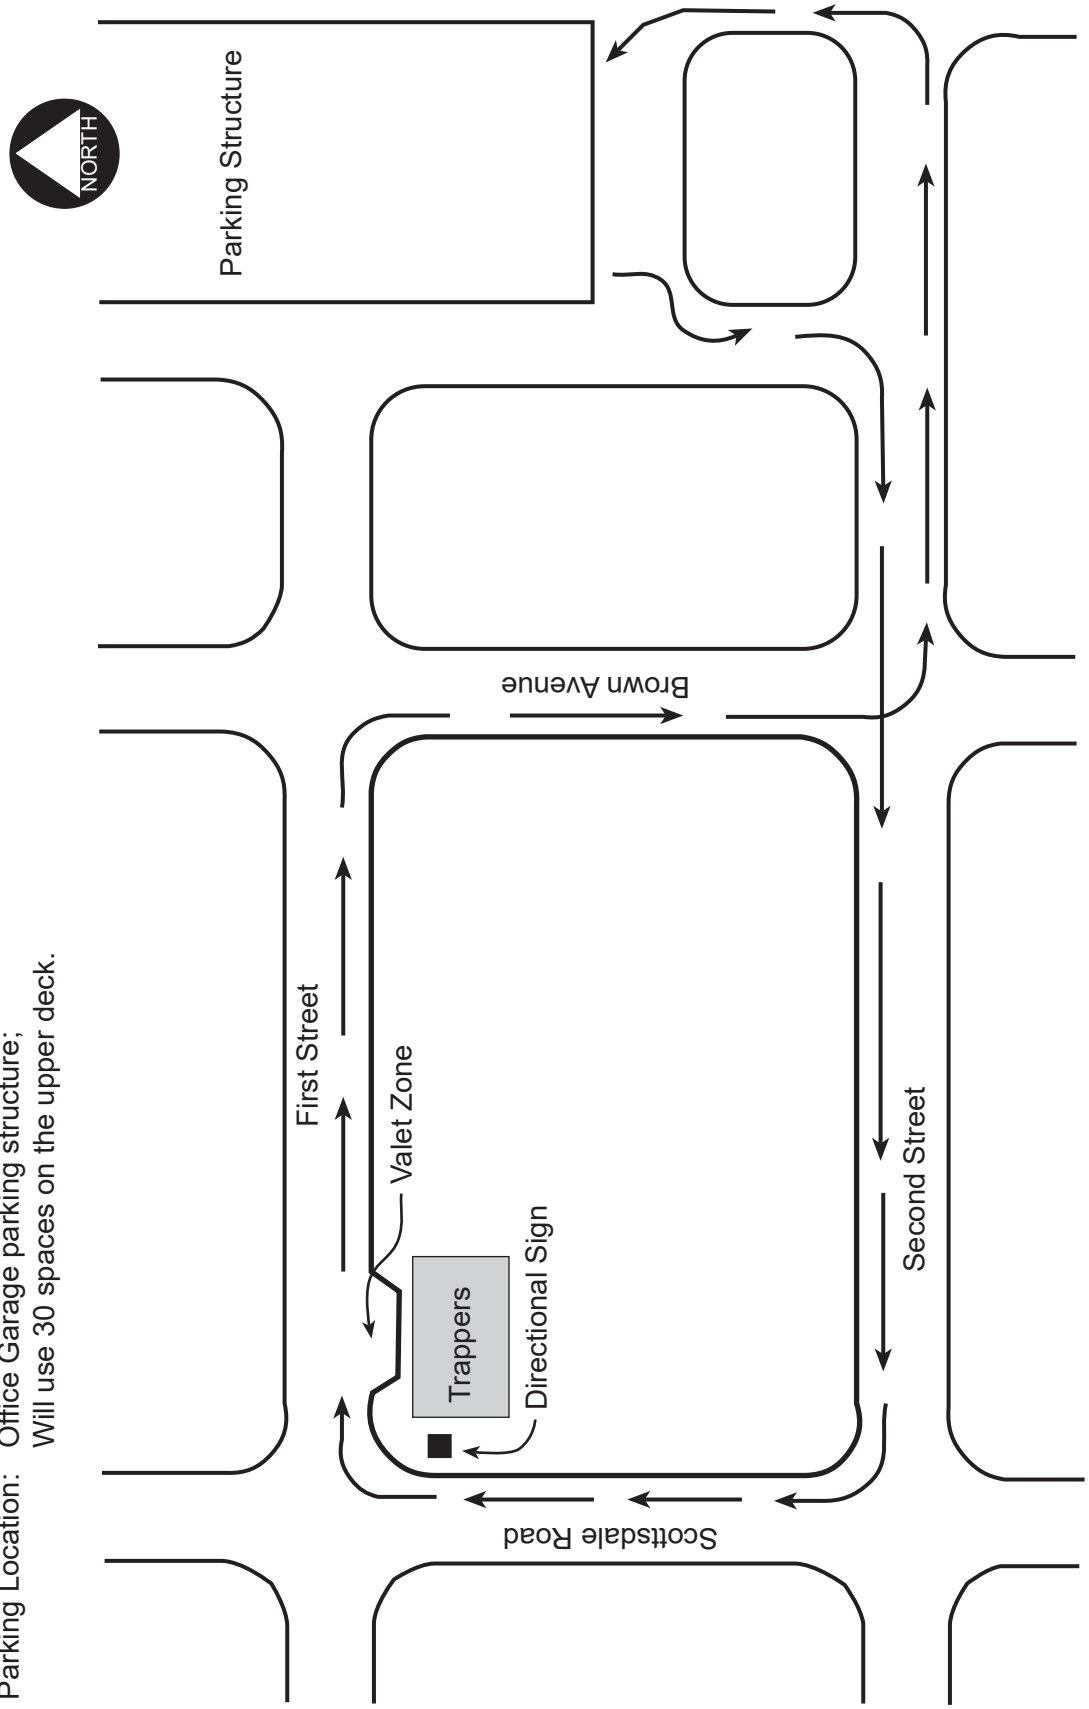 Parking Location: Office Garage parking structure;
Will use 30 spaces on the upper deck.
NORTH
Parking Structure
First Street
Valet Zone
Trappers
Directional Sign
Brown Avenue
Second Street
Scottsdale Road